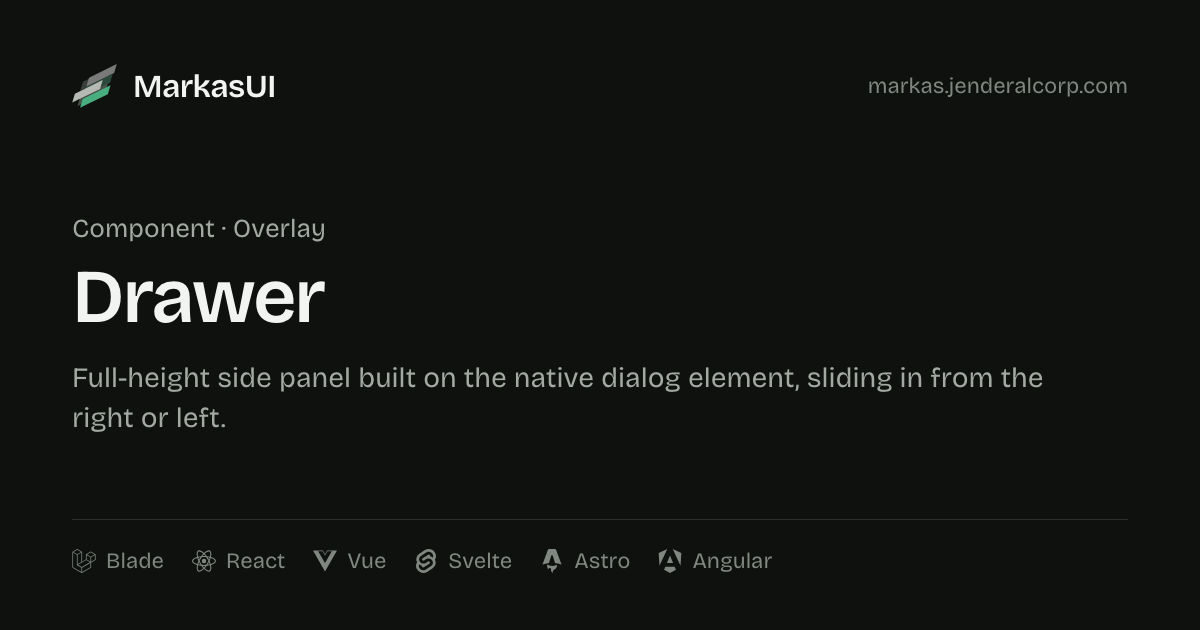 MarkasUI
markas.jenderalcorp.com
Component · Overlay
Drawer
Full-height side panel built on the native dialog element, sliding in from the
right or left.
Blade React Vue Svelte Astro Angular